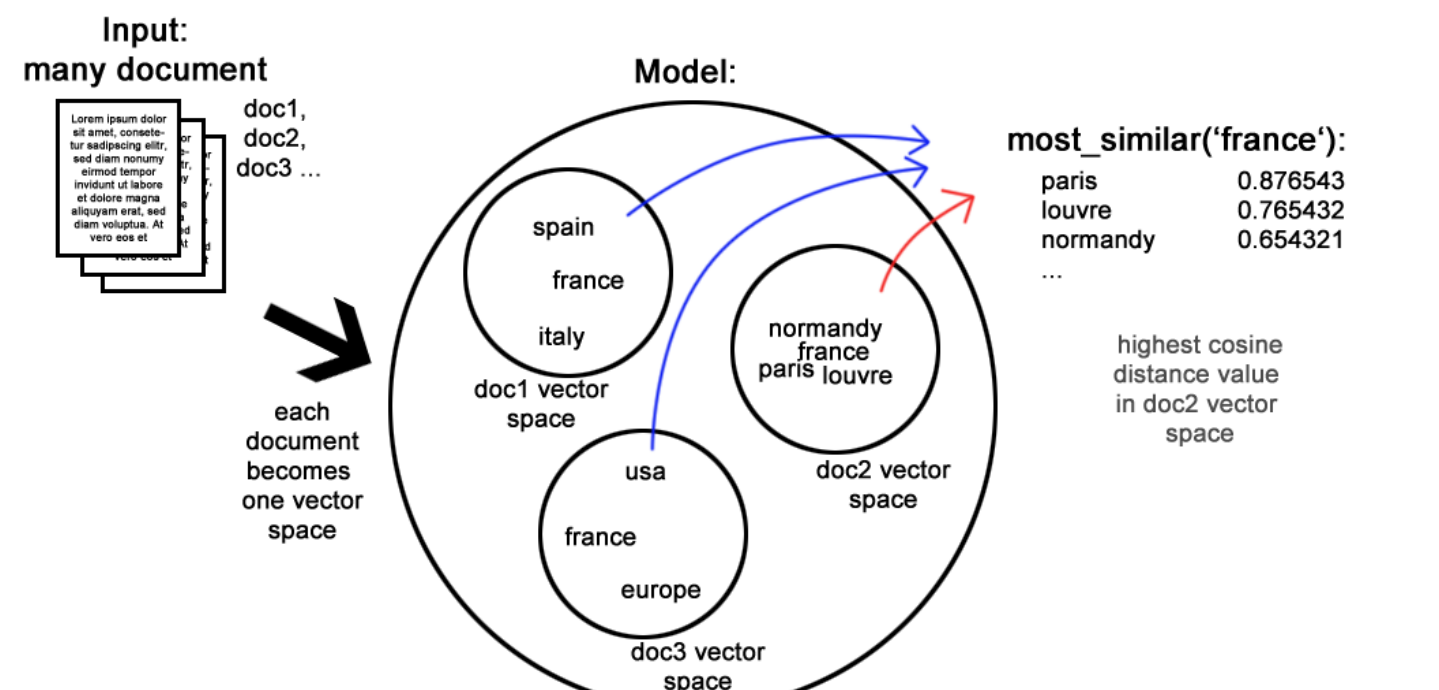 Input:
many document
Lorem ipsum dolor
sit amet, consete-
tur sadipscing elitr,
sed diam nonumy
eirmod tempor
invidunt ut labore
et dolore magna
aliquyam erat, sed
diam voluptua. At
vero eos et
doc1,
doc2,
doc3 ...
each
document
becomes
one vector
space
Model:
spain
france
italy
doc1 vector
space
normandy
france
paris louvre
doc2 vector
space
usa
france
europe
doc3 vector
space
most_similar(‘france‘):
paris 0.876543
louvre 0.765432
normandy 0.654321
...
highest cosine
distance value
in doc2 vector
space